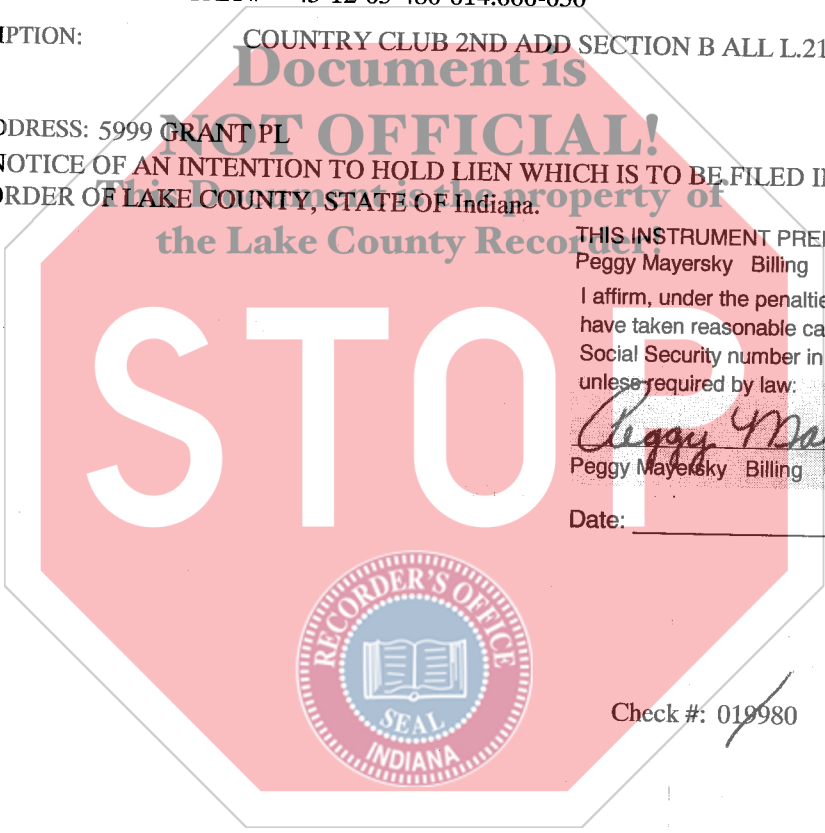 IPTION: COUNTRY CLUB 2ND ADD SECTION B ALL L.21
Document is
DDRESS: 5999 GRANT PL
NOT OFFICIAL!
NOTICE OF AN INTENTION TO HOLD LIEN WHICH IS TO BE FILED I
ORDER OF LAKE COUNTY, STATE OF Indiana.
This Document is the property of
the Lake County Recorder!
THIS INSTRUMENT PRE
Peggy Mayersky Billing
I affirm, under the penaltie
have taken reasonable ca
Social Security number in
unless required by law:
STOP
Peggy Ma
Peggy Mayersky Billing
Date:
RECORDER'S OFFICE
SEAL
INDIANA
Check #: 019980